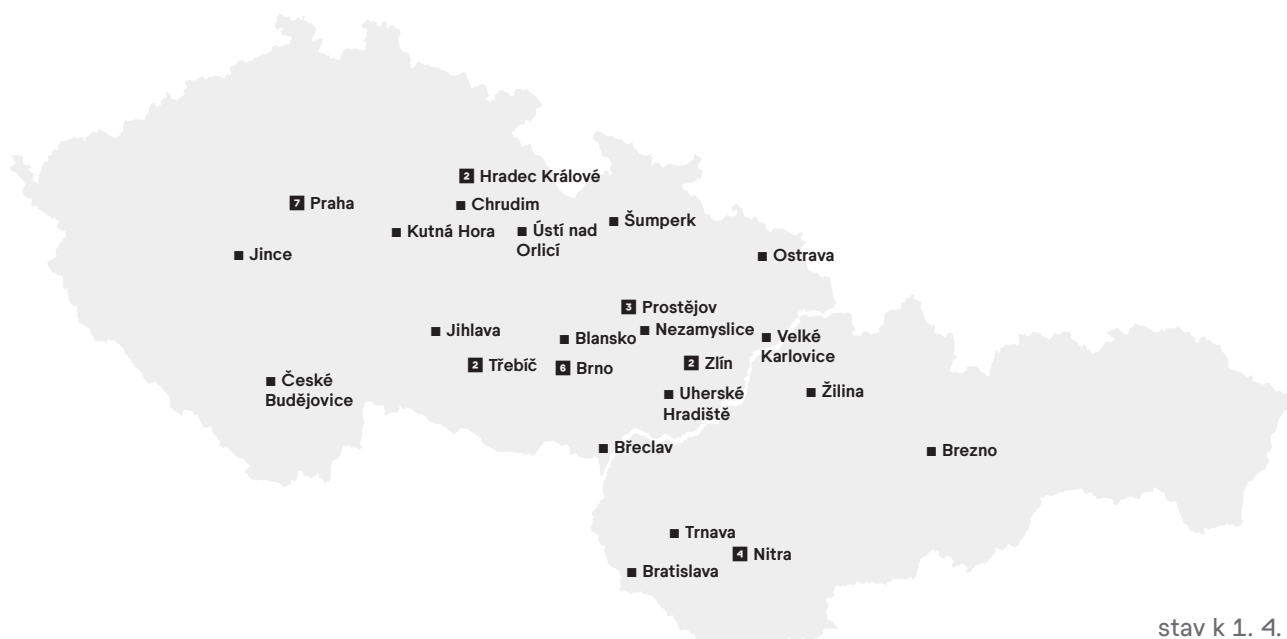 2 Hradec Králové
7 Praha
Chrudim
Kutná Hora
Ústí nad
Orlicí
Šumperk
Jince
Ostrava
3 Prostějov
Jihlava
Nezamyslice
Blansko
Velké
Karlovice
2 Třebíč
6 Brno
2 Zlín
České
Budějovice
Uherské
Hradiště
Žilina
Břeclav
Brezno
Trnava
4 Nitra
Bratislava
stav k 1. 4.